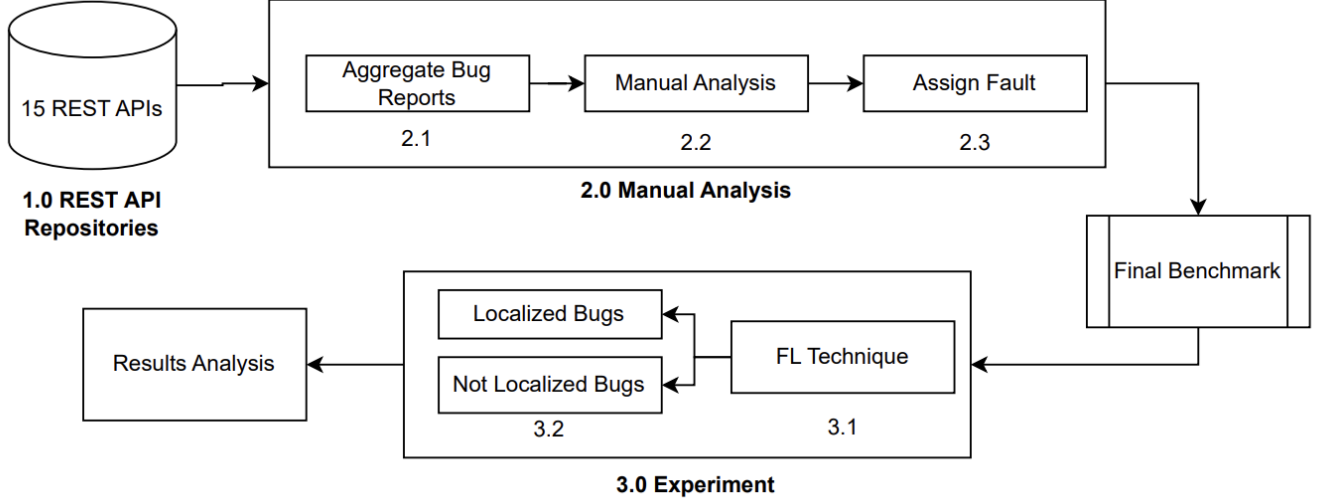 15 REST APIs
1.0 REST API
Repositories
Aggregate Bug
Reports
2.1
Manual Analysis
2.2
Assign Fault
2.3
2.0 Manual Analysis
Final Benchmark
FL Technique
3.1
Localized Bugs
Not Localized Bugs
3.2
3.0 Experiment
Results Analysis